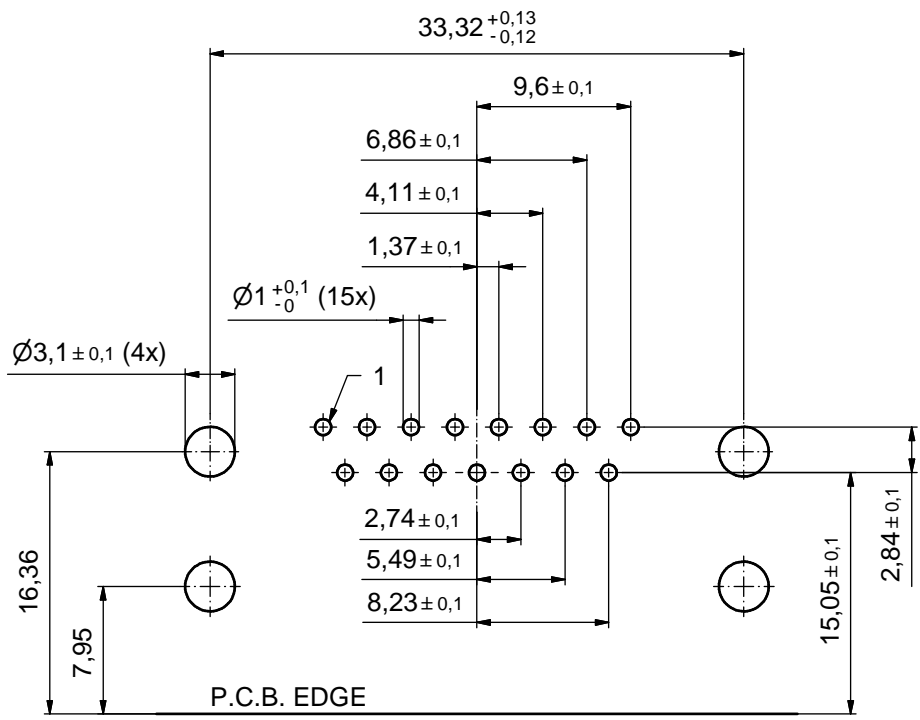 33,32 +0,13 -0,12
9,6 ± 0,1
6,86 ± 0,1
4,11 ± 0,1
1,37 ± 0,1
Ø1 +0,1 -0 (15x)
Ø3,1 ± 0,1 (4x)
1
2,74 ± 0,1
5,49 ± 0,1
8,23 ± 0,1
16,36
7,95
15,05 ± 0,1
2,84 ± 0,1
P.C.B. EDGE